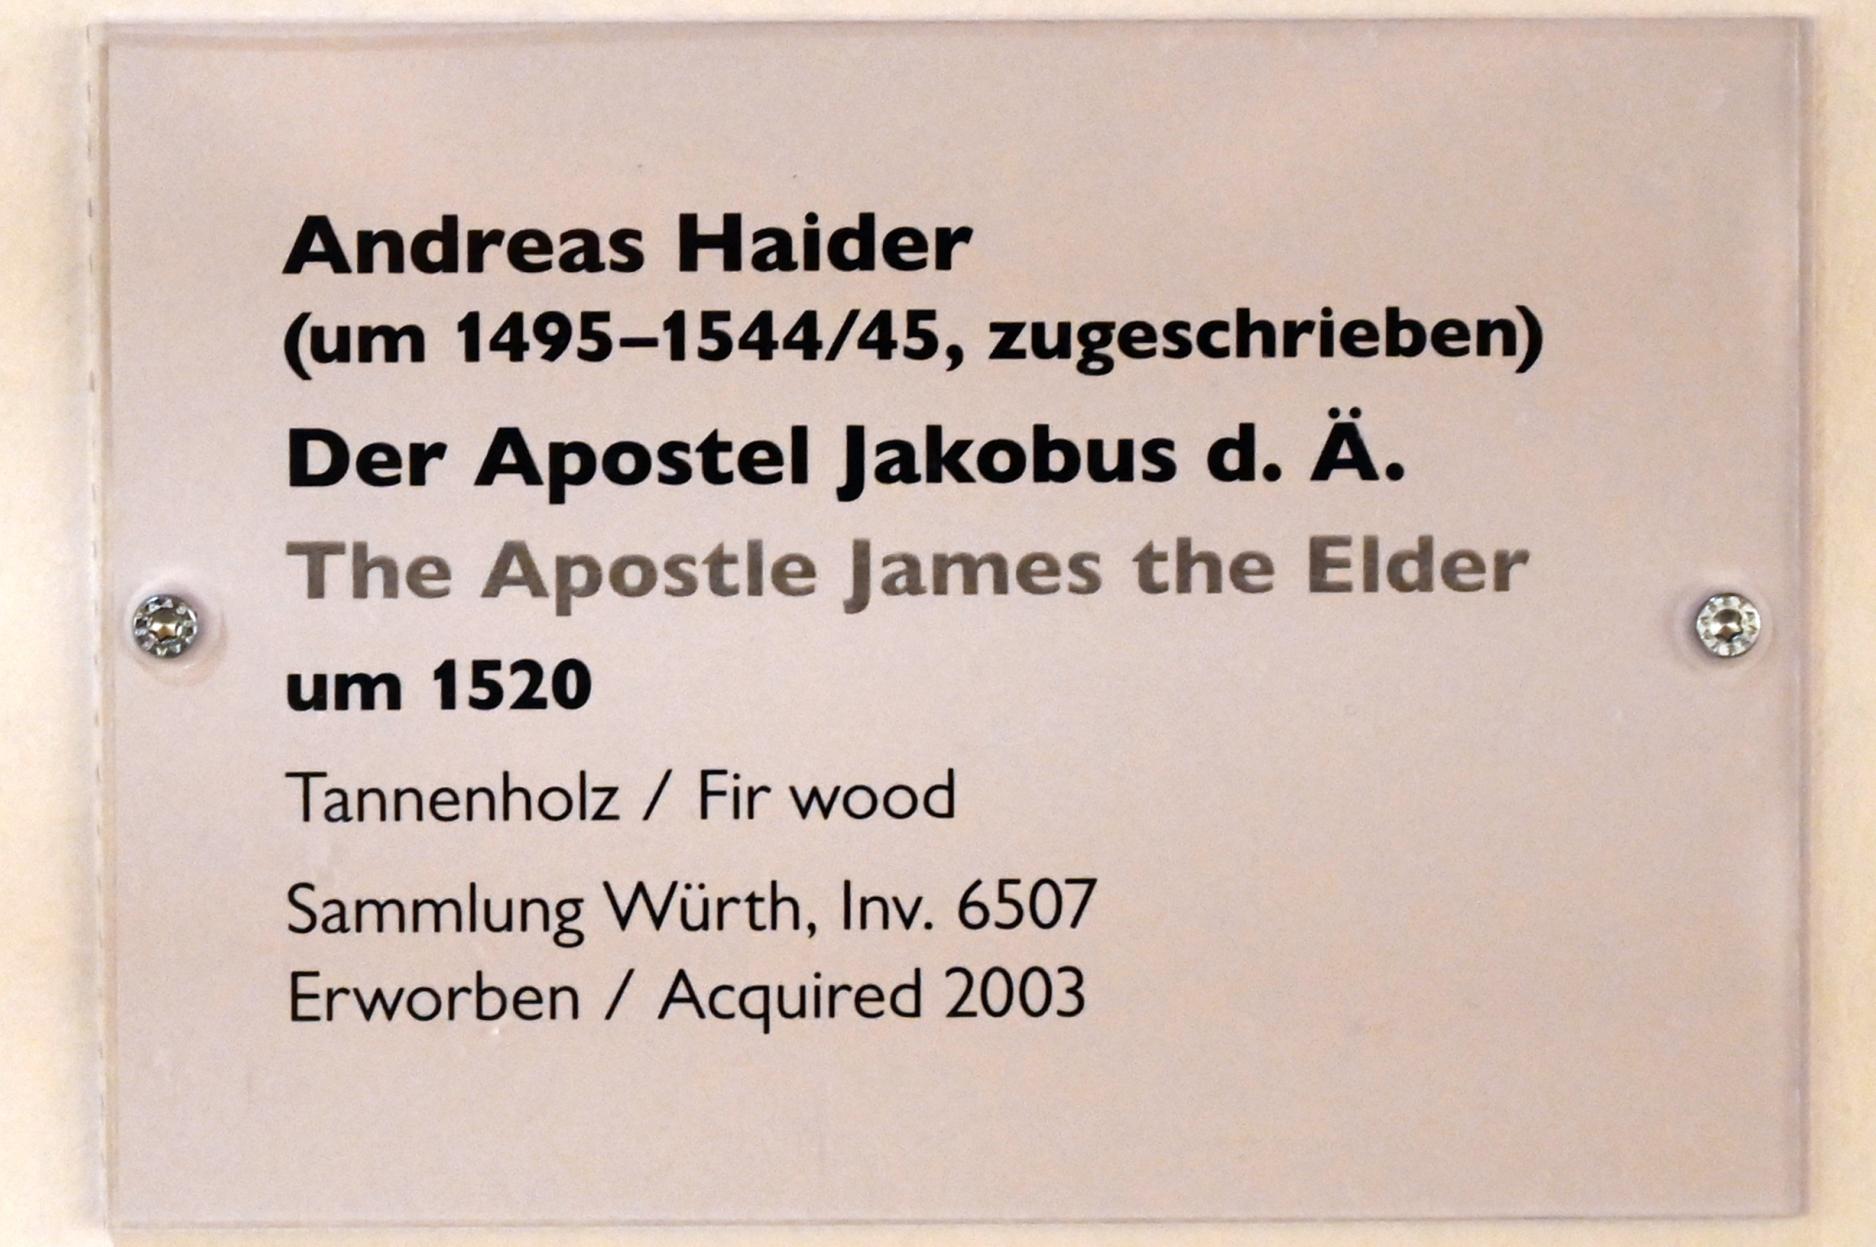 Andreas Haider
(um 1495–1544/45, zugeschrieben)
Der Apostel Jakobus d. Ä.
The Apostle James the Elder
um 1520
Tannenholz / Fir wood
Sammlung Würth, Inv. 6507
Erworben / Acquired 2003